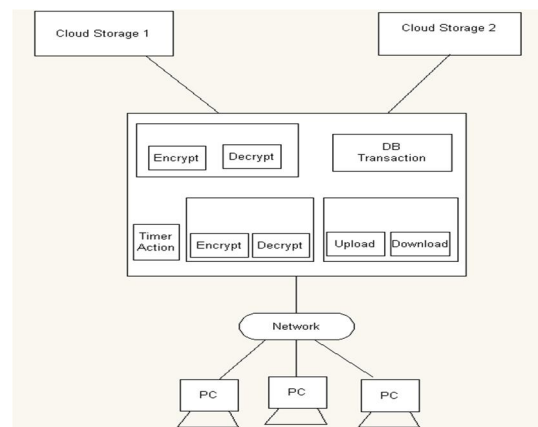 Cloud Storage 1
Cloud Storage 2
Encrypt
Decrypt
DB
Transaction
Timer
Action
Encrypt
Decrypt
Upload
Download
Network
PC
PC
PC